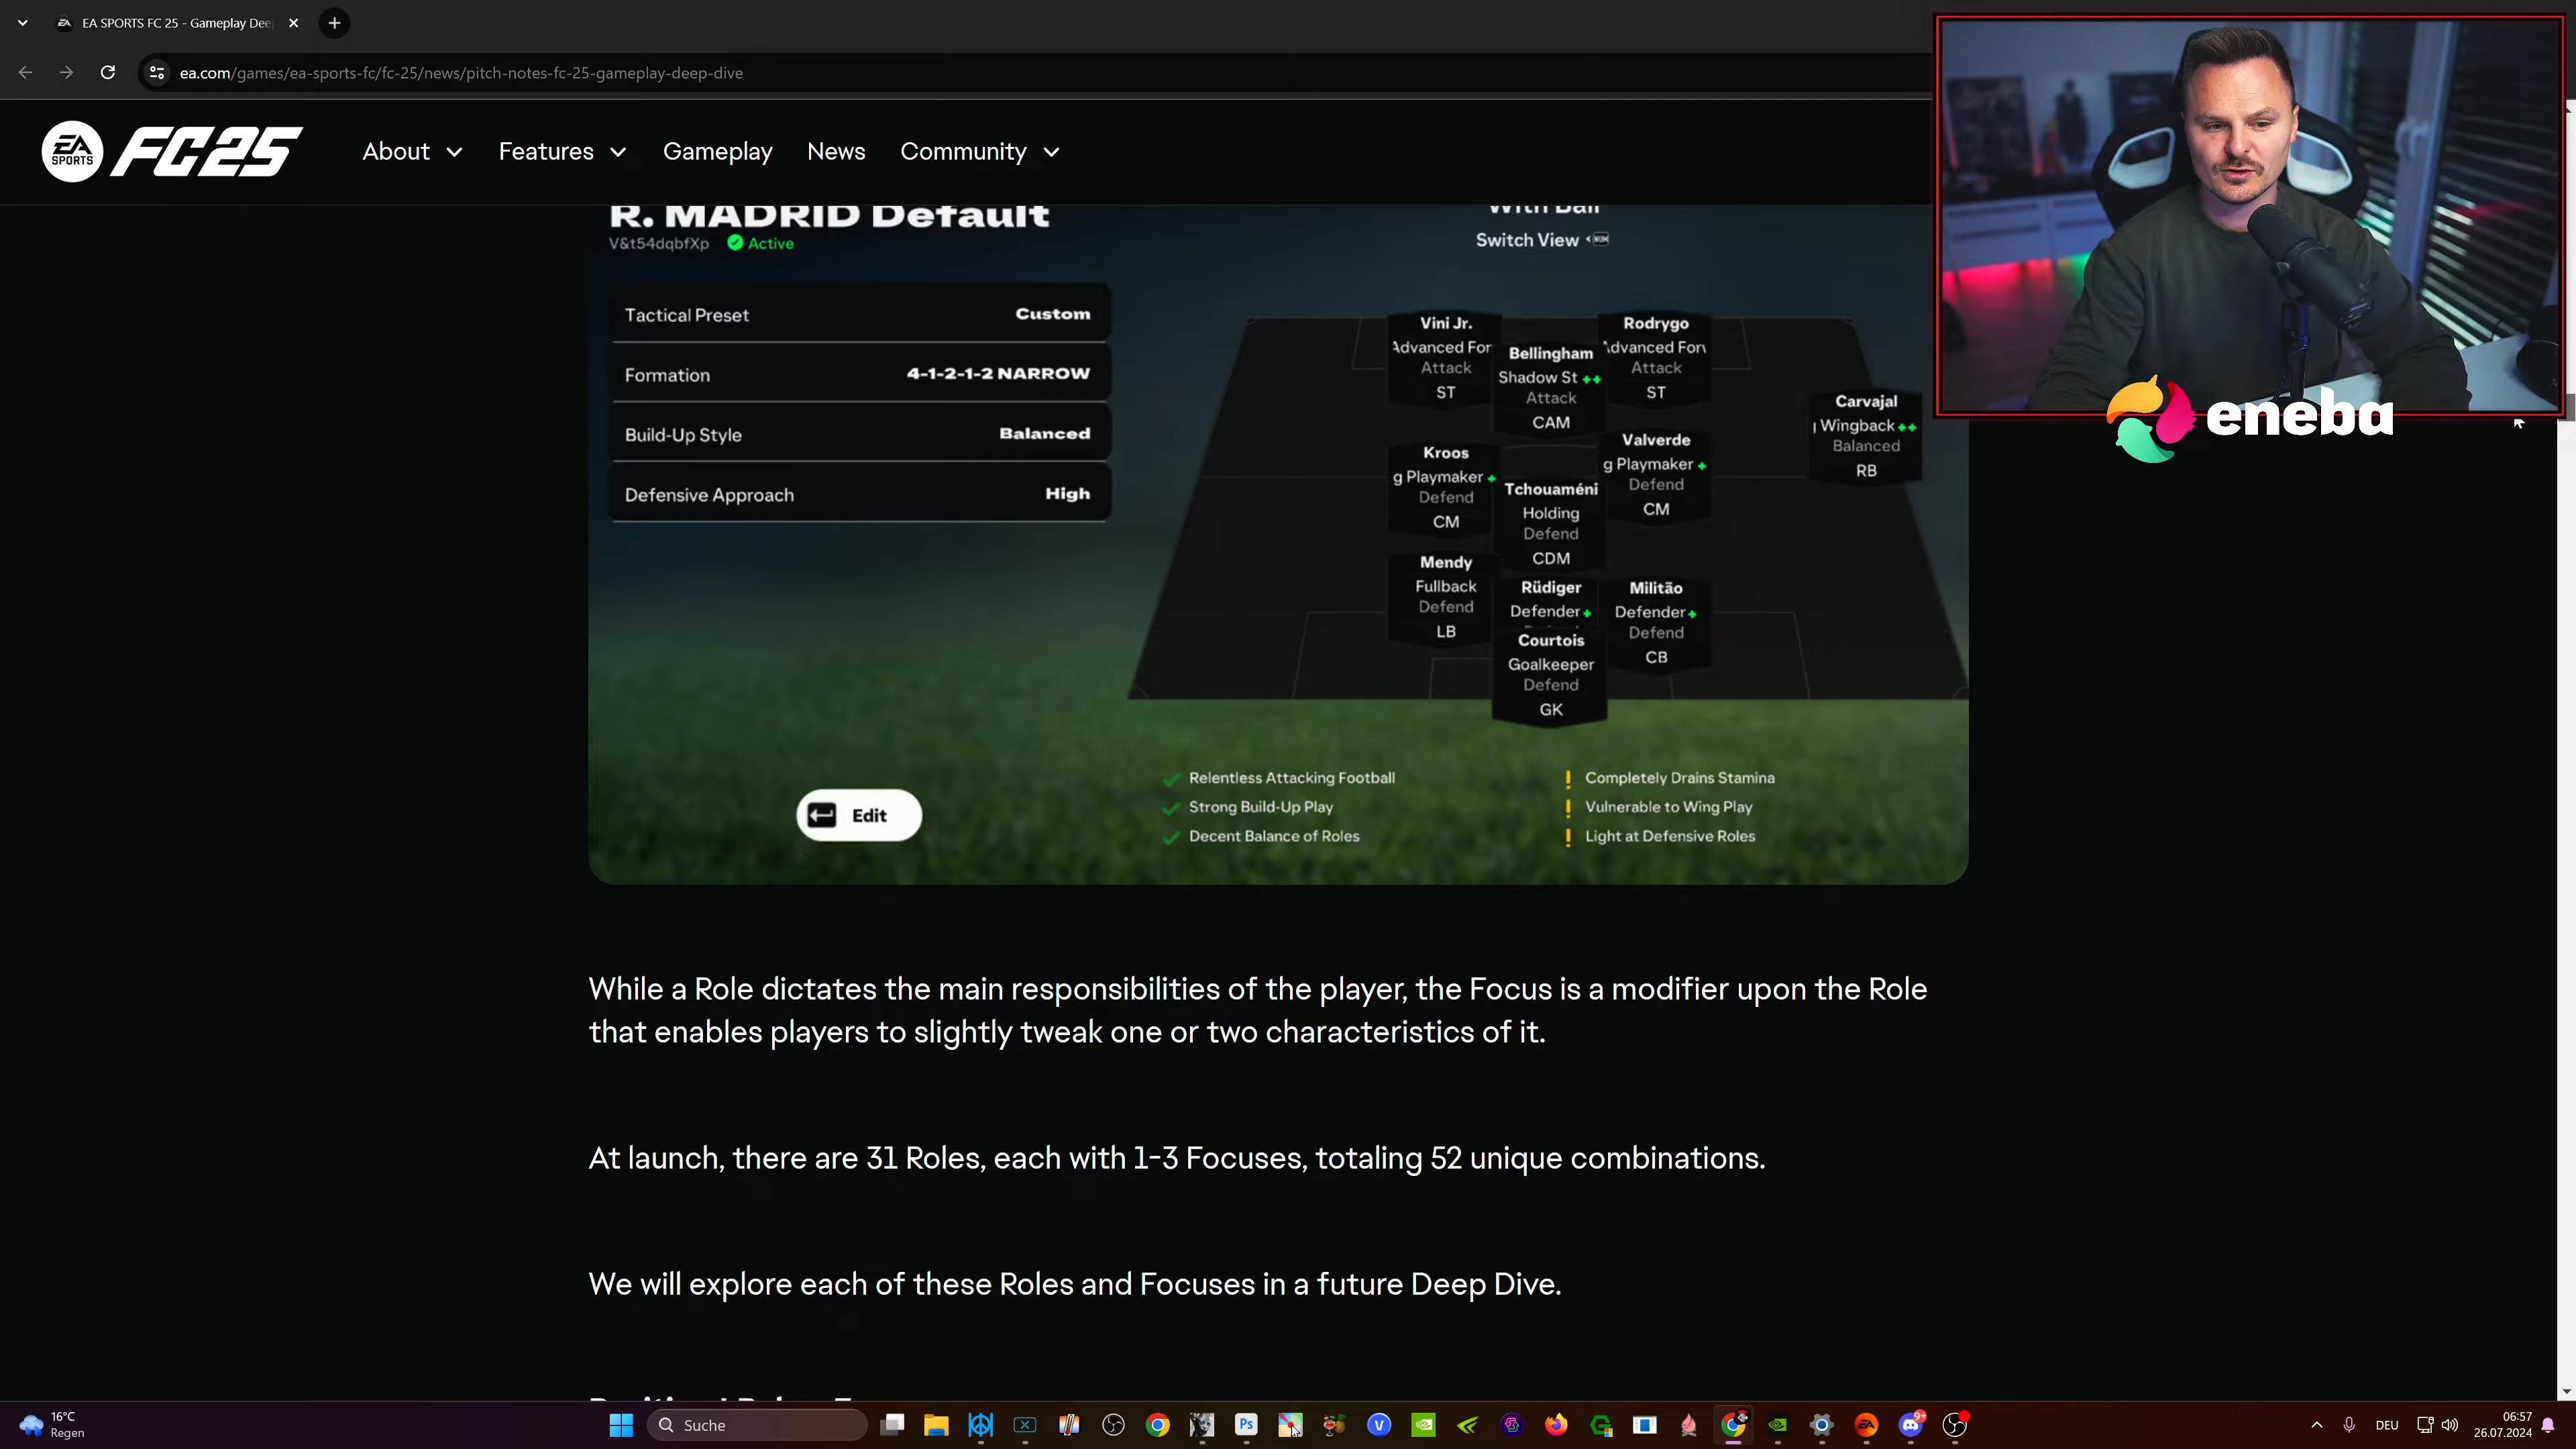 EA SPORTS FC 25 - Gameplay Dee
ea.com/games/ea-sports-fc/fc-25/news/pitch-notes-fc-25-gameplay-deep-dive
EA SPORTS FC25
About
Features
Gameplay
News
Community
R. MADRID Default
V&t54dqbfXp
Active
With Ball
Switch View
Tactical Preset
Custom
Formation
4-1-2-1-2 NARROW
Build-Up Style
Balanced
Defensive Approach
High
Vini Jr.
Advanced For
Attack
ST
Bellingham
Shadow St ++
Attack
CAM
Rodrygo
Advanced For
Attack
ST
Carvajal
Wingback ++
Balanced
RB
Kroos
g Playmaker +
Defend
CM
Tchouaméni
Holding
Defend
CDM
Valverde
g Playmaker +
Defend
CM
Mendy
Fullback
Defend
LB
Rüdiger
Defender +
Militão
Defender +
Defend
CB
Courtois
Goalkeeper
Defend
GK
Edit
Relentless Attacking Football
Strong Build-Up Play
Decent Balance of Roles
! Completely Drains Stamina
! Vulnerable to Wing Play
! Light at Defensive Roles
eneba
While a Role dictates the main responsibilities of the player, the Focus is a modifier upon the Role
that enables players to slightly tweak one or two characteristics of it.
At launch, there are 31 Roles, each with 1-3 Focuses, totaling 52 unique combinations.
We will explore each of these Roles and Focuses in a future Deep Dive.
16°C
Regen
Suche
Ps
DEU
06:57
26.07.2024